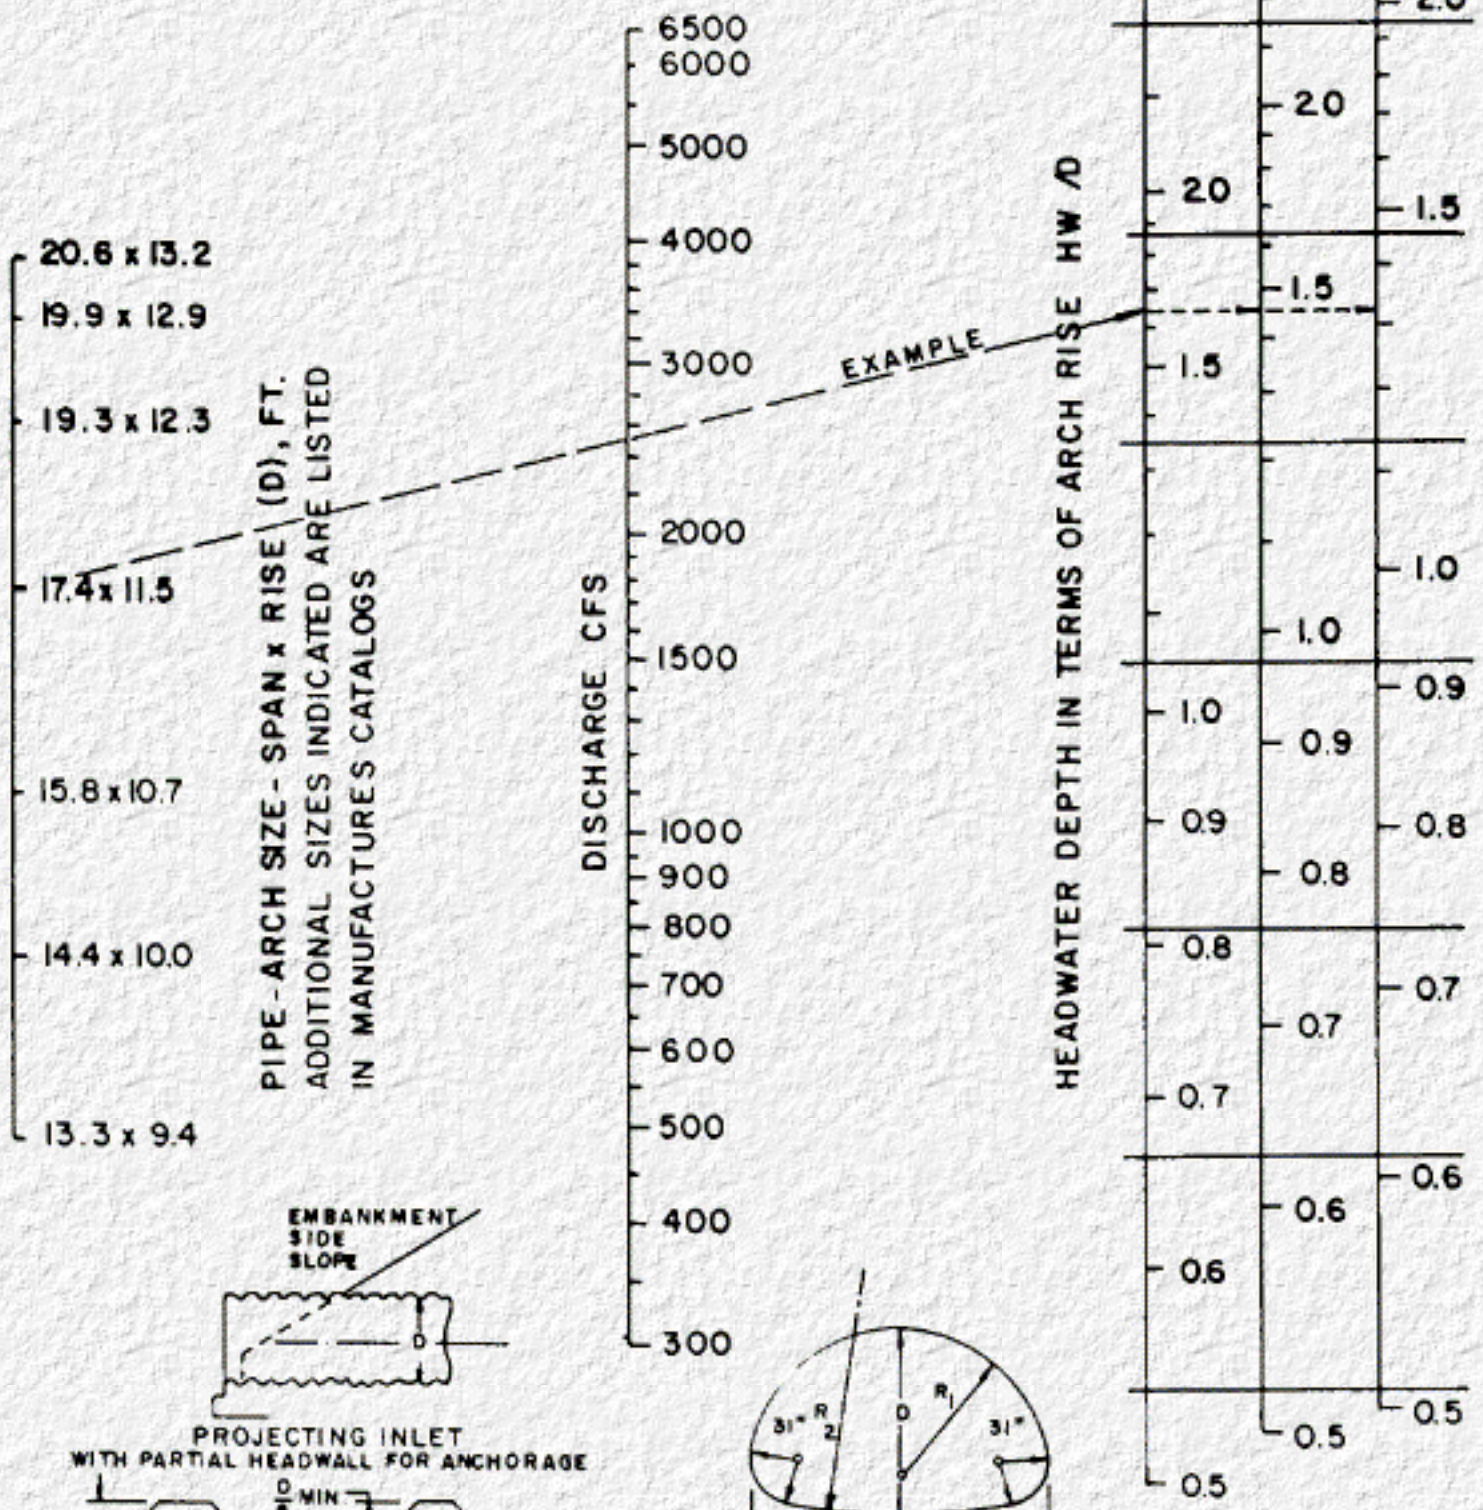 20.6 x 13.2
19.9 x 12.9
19.3 x 12.3
17.4 x 11.5
15.8 x 10.7
14.4 x 10.0
13.3 x 9.4
PIPE-ARCH SIZE - SPAN x RISE (D), FT.
ADDITIONAL SIZES INDICATED ARE LISTED
IN MANUFACTURES CATALOGS
DISCHARGE CFS
6500
6000
5000
4000
3000
2000
1500
1000
900
800
700
600
500
400
300
EXAMPLE
HEADWATER DEPTH IN TERMS OF ARCH RISE HW/D
2.0
1.5
1.0
0.9
0.8
0.7
0.6
0.5
2.0
1.5
1.0
0.9
0.8
0.7
0.6
0.5
2.0
1.5
1.0
0.9
0.8
0.7
0.6
0.5
EMBANKMENT
SIDE
SLOPE
D
PROJECTING INLET
WITH PARTIAL HEADWALL FOR ANCHORAGE
D
MIN
31"
R2
D
R1
31"